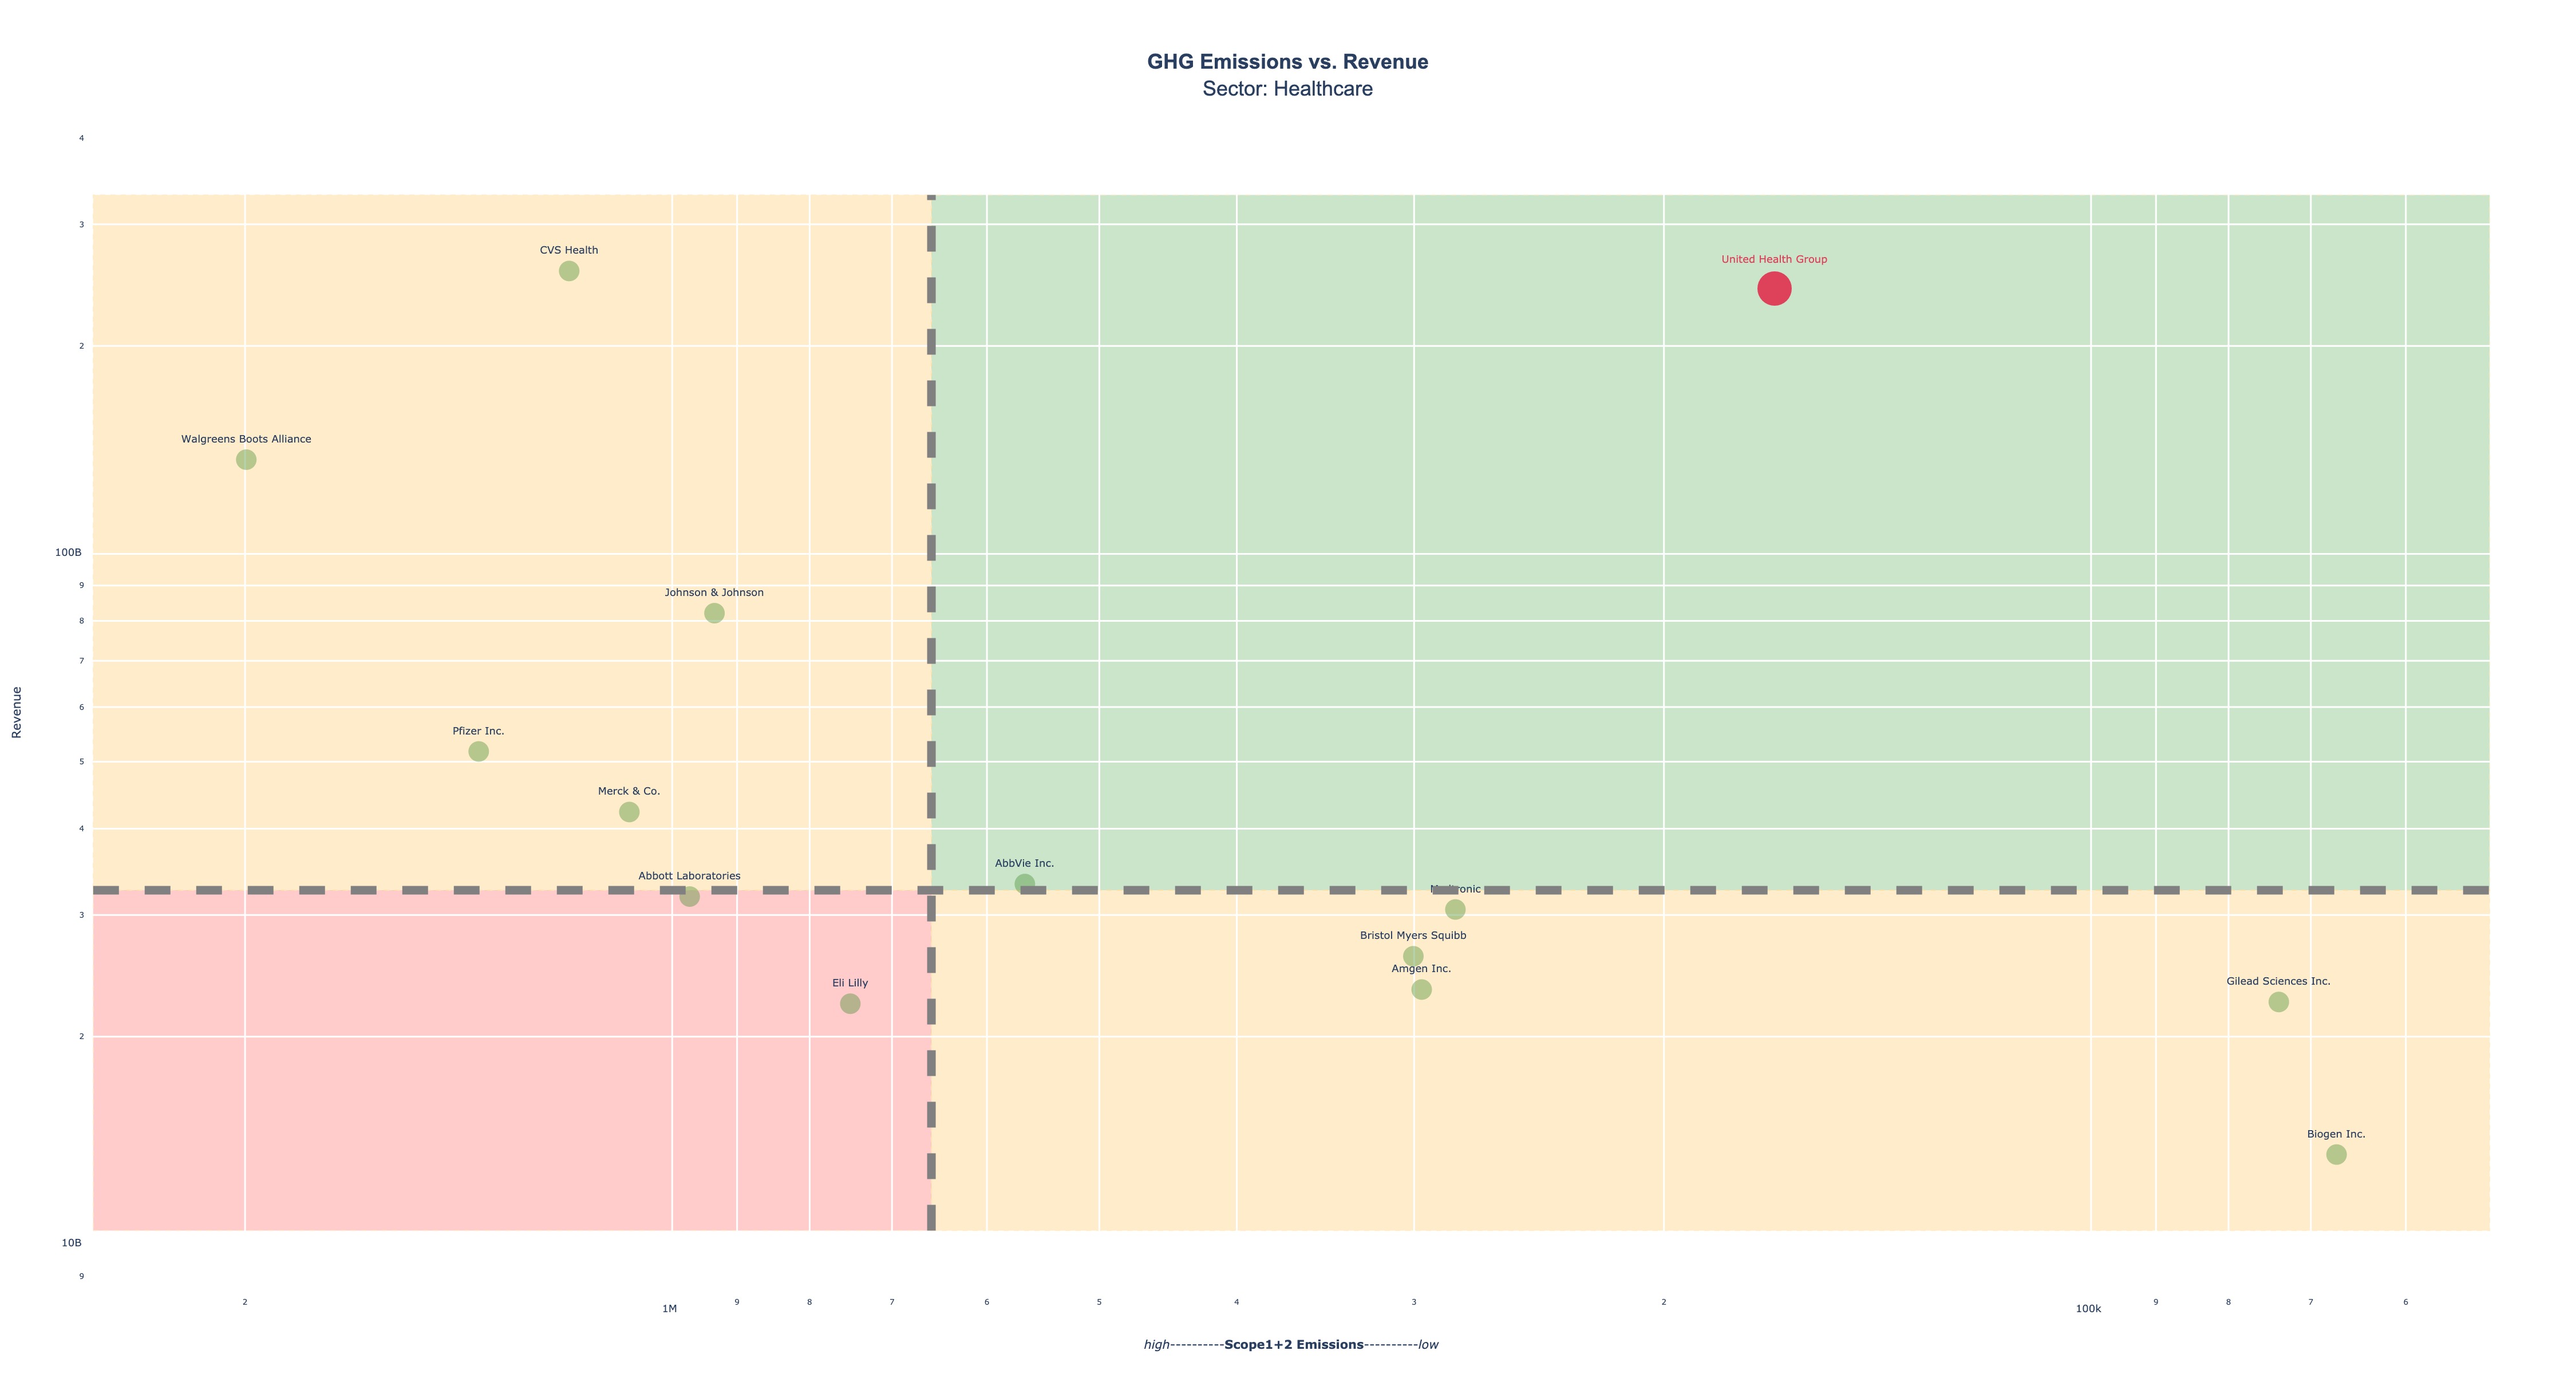 GHG Emissions vs. Revenue
Sector: Healthcare
4
3
CVS Health
United Health Group
2
Walgreens Boots Alliance
100B
9
Johnson & Johnson
8
7
6
Revenue
Pfizer Inc.
5
Merck & Co.
4
AbbVie Inc.
Abbott Laboratories
3
Bristol Myers Squibb
Amgen Inc.
Gilead Sciences Inc.
Eli Lilly
2
Biogen Inc.
10B
9
2
1M
9
8
7
6
5
4
3
2
100k
9
8
7
6
high----------Scope1+2 Emissions----------low